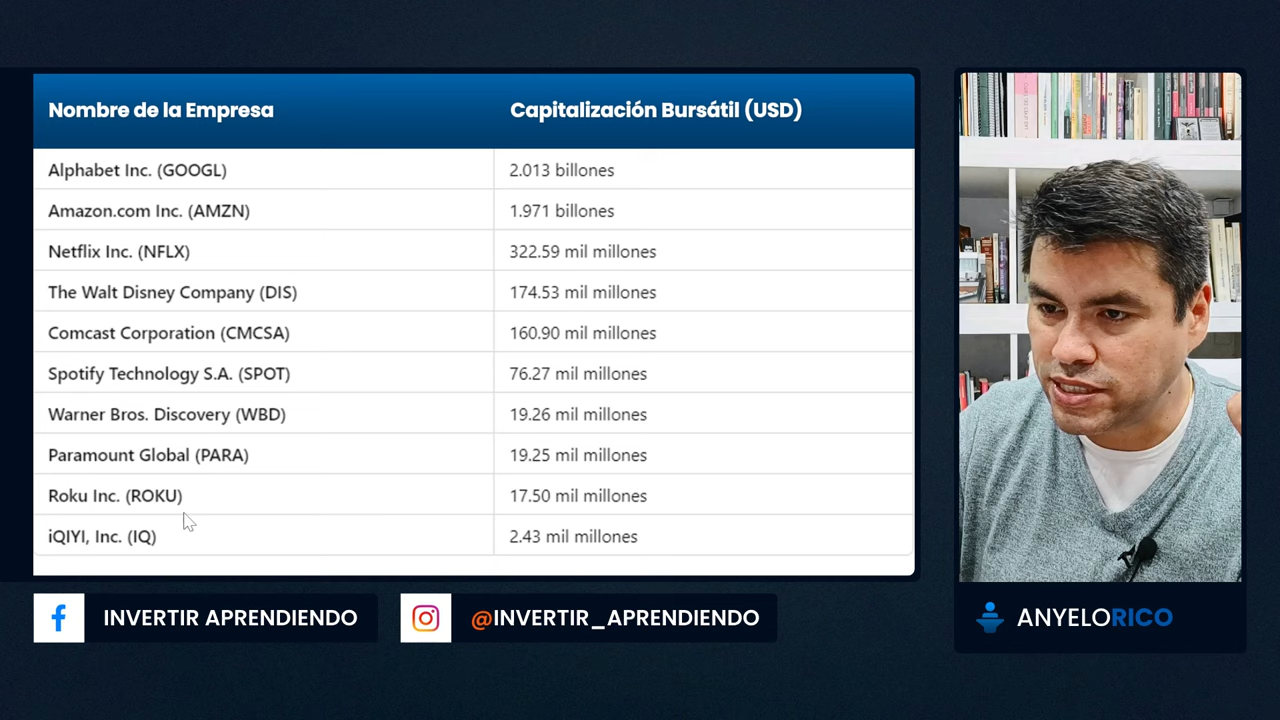 Nombre de la Empresa Capitalización Bursátil (USD)
Alphabet Inc. (GOOGL) 2.013 billones
Amazon.com Inc. (AMZN) 1.971 billones
Netflix Inc. (NFLX) 322.59 mil millones
The Walt Disney Company (DIS) 174.53 mil millones
Comcast Corporation (CMCSA) 160.90 mil millones
Spotify Technology S.A. (SPOT) 76.27 mil millones
Warner Bros. Discovery (WBD) 19.26 mil millones
Paramount Global (PARA) 19.25 mil millones
Roku Inc. (ROKU) 17.50 mil millones
iQIYI, Inc. (IQ) 2.43 mil millones
INVERTIR APRENDIENDO
@INVERTIR_APRENDIENDO
ANYELORICO